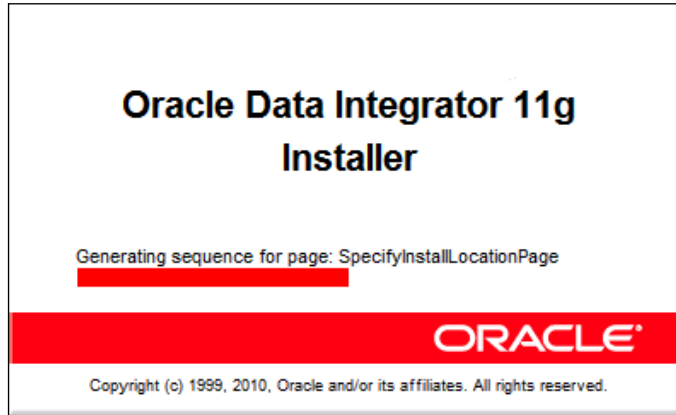 Oracle Data Integrator 11g
Installer
Generating sequence for page: SpecifyInstallLocationPage
ORACLE®
Copyright (c) 1999, 2010, Oracle and/or its affiliates. All rights reserved.